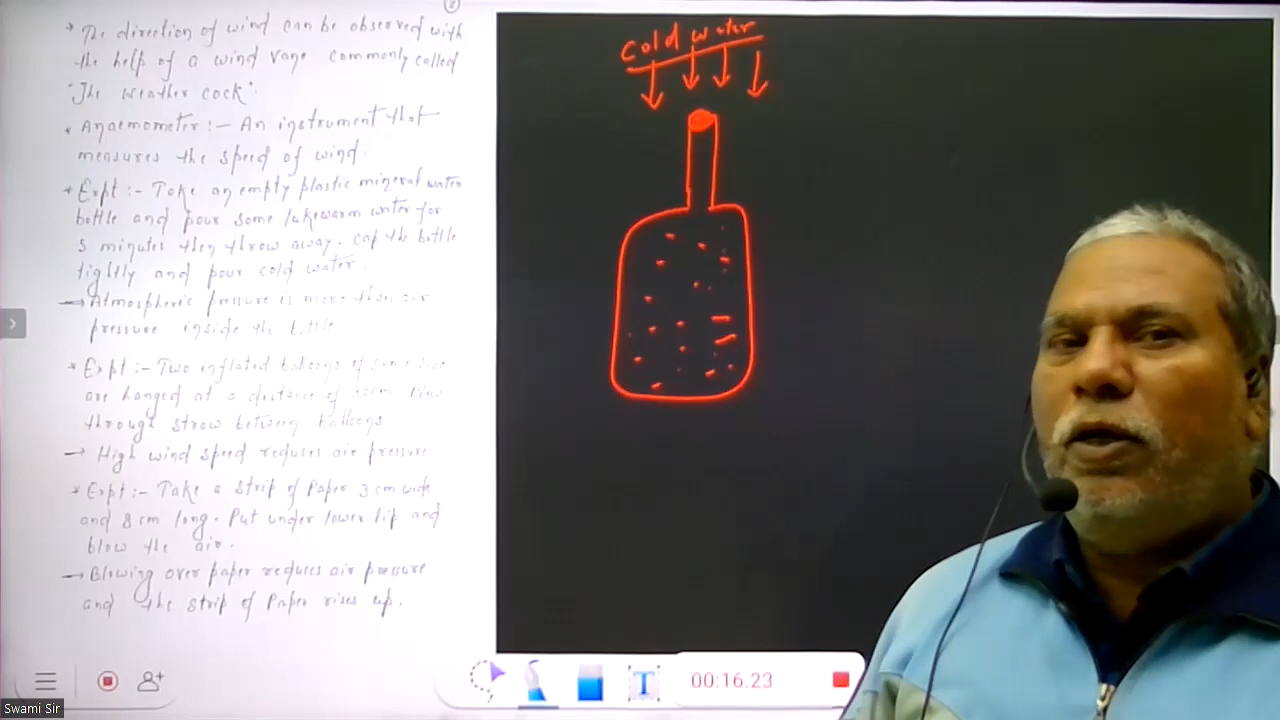 ②
* The direction of wind can be observed with
the help of a wind vane commonly called
"The weather cock".
* Anaemometer :- An instrument that
measures the speed of wind.
* Expt :- Take an empty plastic mineral water
bottle and pour some lukewarm water for
5 minutes then throw away. Cap the bottle
tightly and pour cold water.
→ Atmospheric pressure is more than air
pressure inside the bottle
* Expt :- Two inflated balloons of same size
are hanged at a distance of cm Blow
through straw between balloons
→ High wind speed reduces air pressure
* Expt :- Take a strip of Paper 3 cm wide
and 8 cm long. Put under lower lip and
blow the air.
→ Blowing over paper reduces air pressure
and the strip of Paper rises up.
Cold water
T
00:16.23
Swami Sir